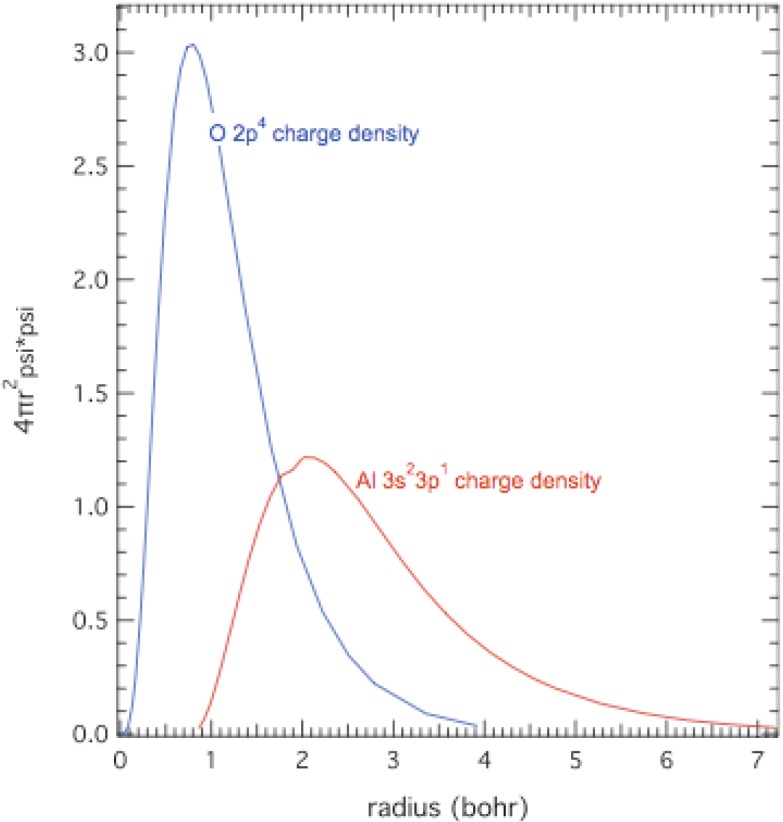 3.0
O 2p⁴ charge density
2.5
2.0
4πr²psi*psi
1.5
Al 3s²3p¹ charge density
1.0
0.5
0.0
0 1 2 3 4 5 6 7
radius (bohr)